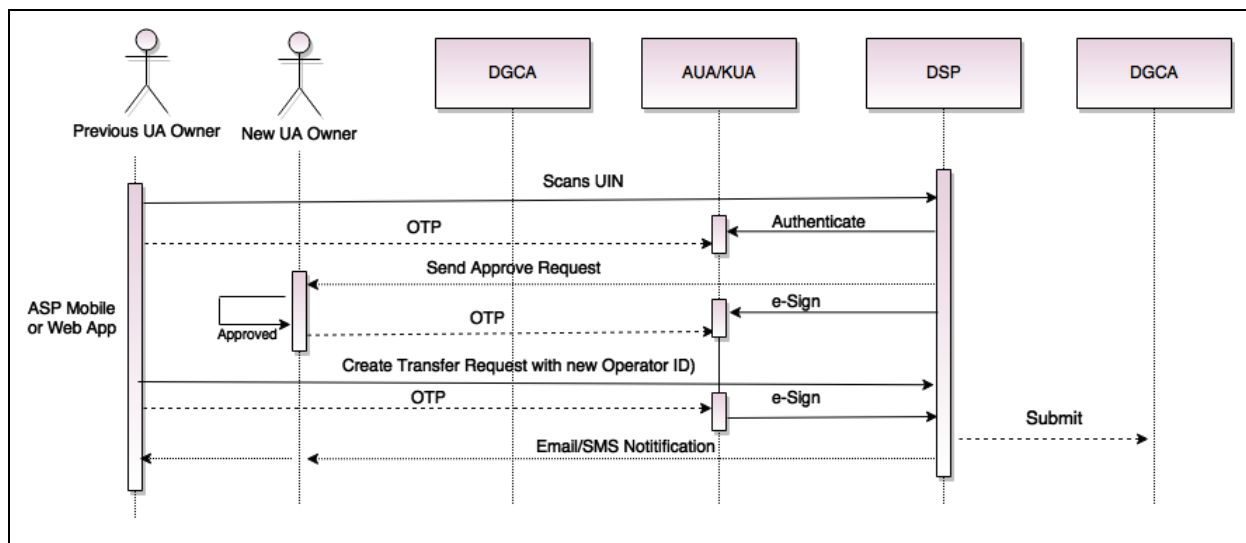 DGCA
AUA/KUA
DSP
DGCA
Previous UA Owner
New UA Owner
Scans UIN
OTP
Authenticate
Send Approve Request
ASP Mobile
or Web App
Approved
OTP
e-Sign
Create Transfer Request with new Operator ID)
OTP
e-Sign
Submit
Email/SMS Notitification